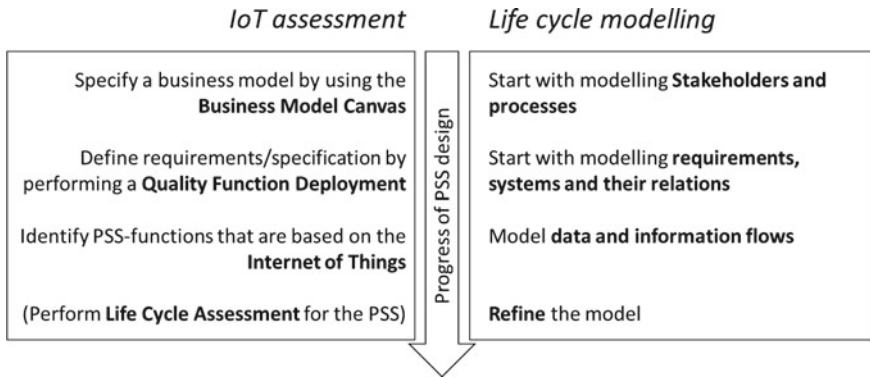 IoT assessment
Life cycle modelling
Specify a business model by using the
Business Model Canvas
Define requirements/specification by
performing a Quality Function Deployment
Identify PSS-functions that are based on the
Internet of Things
(Perform Life Cycle Assessment for the PSS)
Progress of PSS design
Start with modelling Stakeholders and
processes
Start with modelling requirements,
systems and their relations
Model data and information flows
Refine the model